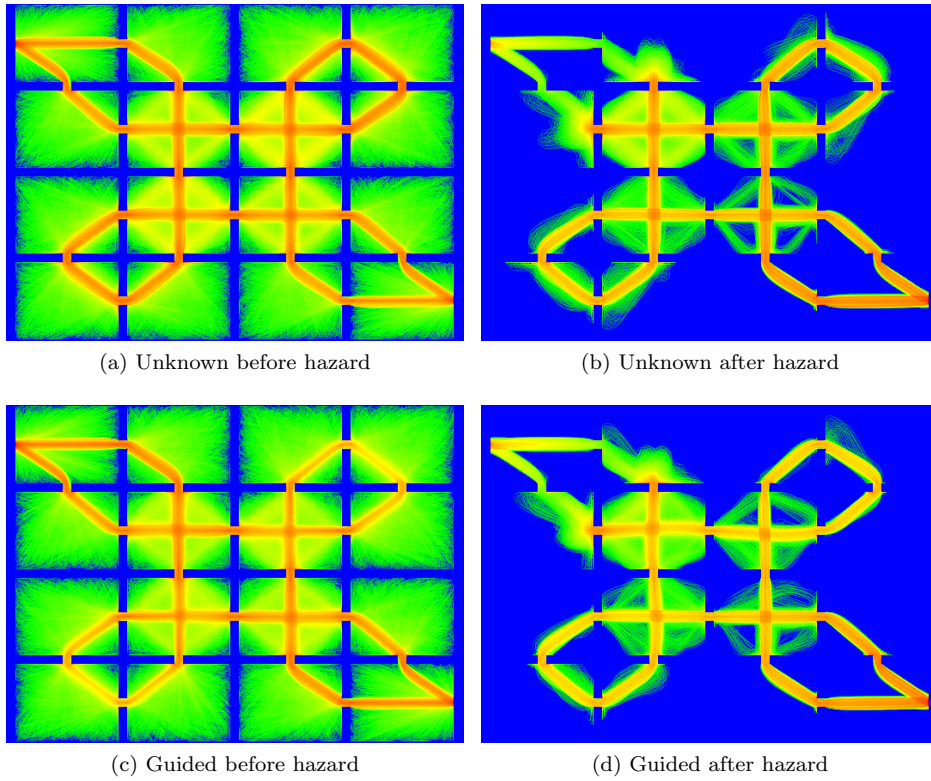 (a) Unknown before hazard
(b) Unknown after hazard
(c) Guided before hazard
(d) Guided after hazard